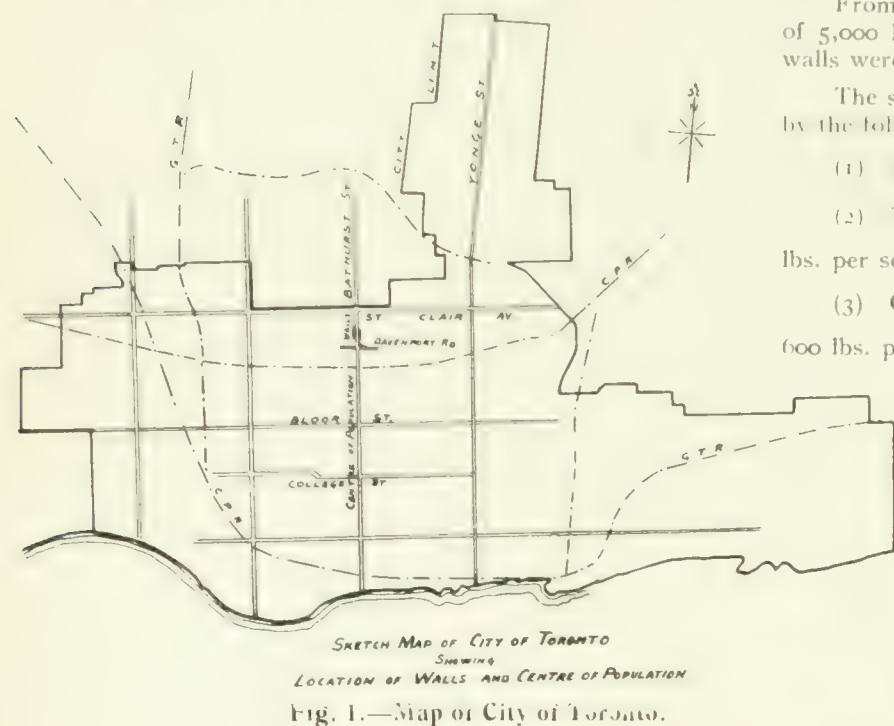 From
of 5,000
walls were
The s
by the fol
(1)
(2)
lbs. per s
(3)
600 lbs. p
CITY LINT
YONGE ST
G T R
BATHURST ST
C P R
WALL
ST CLAIR AV
DAVENPORT RD
BLOOR ST.
CENTRE OF POPULATION
COLLEGE ST
G T R
C P R
SKETCH MAP OF CITY OF TORONTO
SHOWING
LOCATION OF WALLS AND CENTRE OF POPULATION
Fig. 1.—Map of City of Toronto.